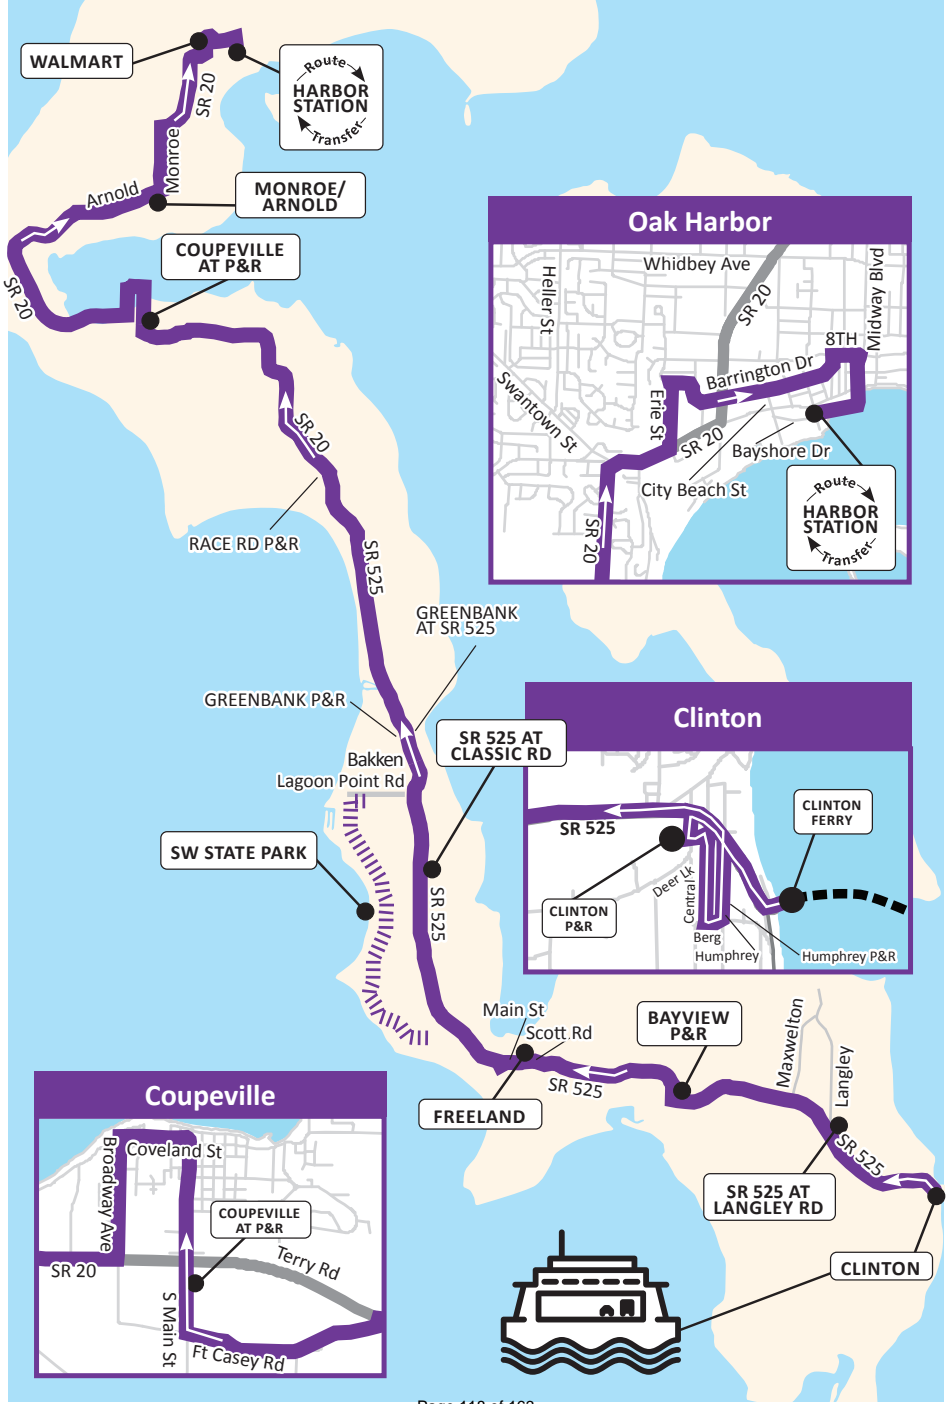 WALMART
SR 20
Route
HARBOR
STATION
Transfer
Monroe
Arnold
MONROE/
ARNOLD
COUPEVILLE
AT P&R
SR 20
SR 20
RACE RD P&R
SR 525
GREENBANK
AT SR 525
GREENBANK P&R
SR 525 AT
CLASSIC RD
Bakken
Lagoon Point Rd
SW STATE PARK
SR 525
Main St
Scott Rd
BAYVIEW
P&R
SR 525
FREELAND
Maxwelton
Langley
SR 525
SR 525 AT
LANGLEY RD
CLINTON
Oak Harbor
Whidbey Ave
Heller St
SR 20
Midway Blvd
8TH
Barrington Dr
Swantown St
Erie St
SR 20
Bayshore Dr
City Beach St
SR 20
Route
HARBOR
STATION
Transfer
Clinton
SR 525
CLINTON
FERRY
Deer Lk
Central
CLINTON
P&R
Berg
Humphrey
Humphrey P&R
Coupeville
Broadway Ave
Coveland St
COUPEVILLE
AT P&R
Terry Rd
SR 20
S Main St
Ft Casey Rd